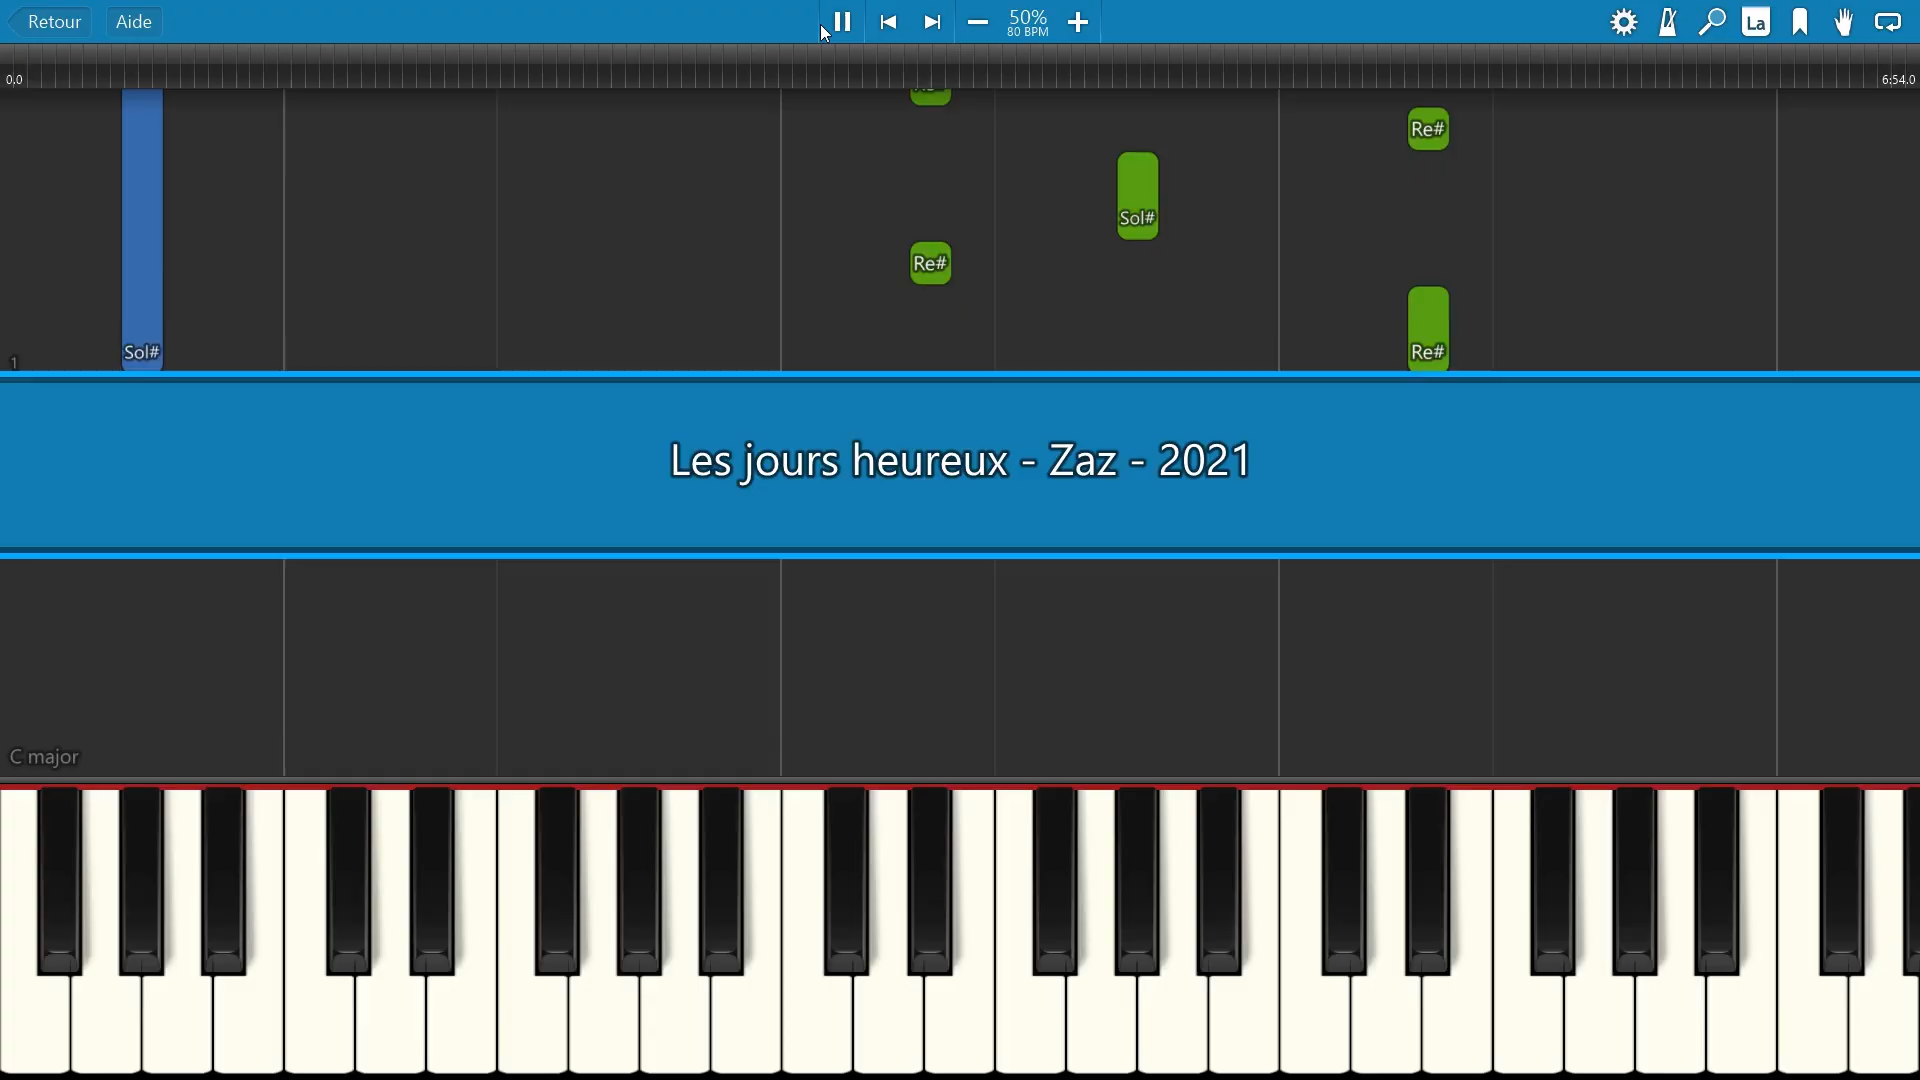 Retour
Aide
50%
80 BPM
La
0.0
6:54.0
Re#
Re#
Sol#
Re#
Sol#
Re#
1
Les jours heureux - Zaz - 2021
C major